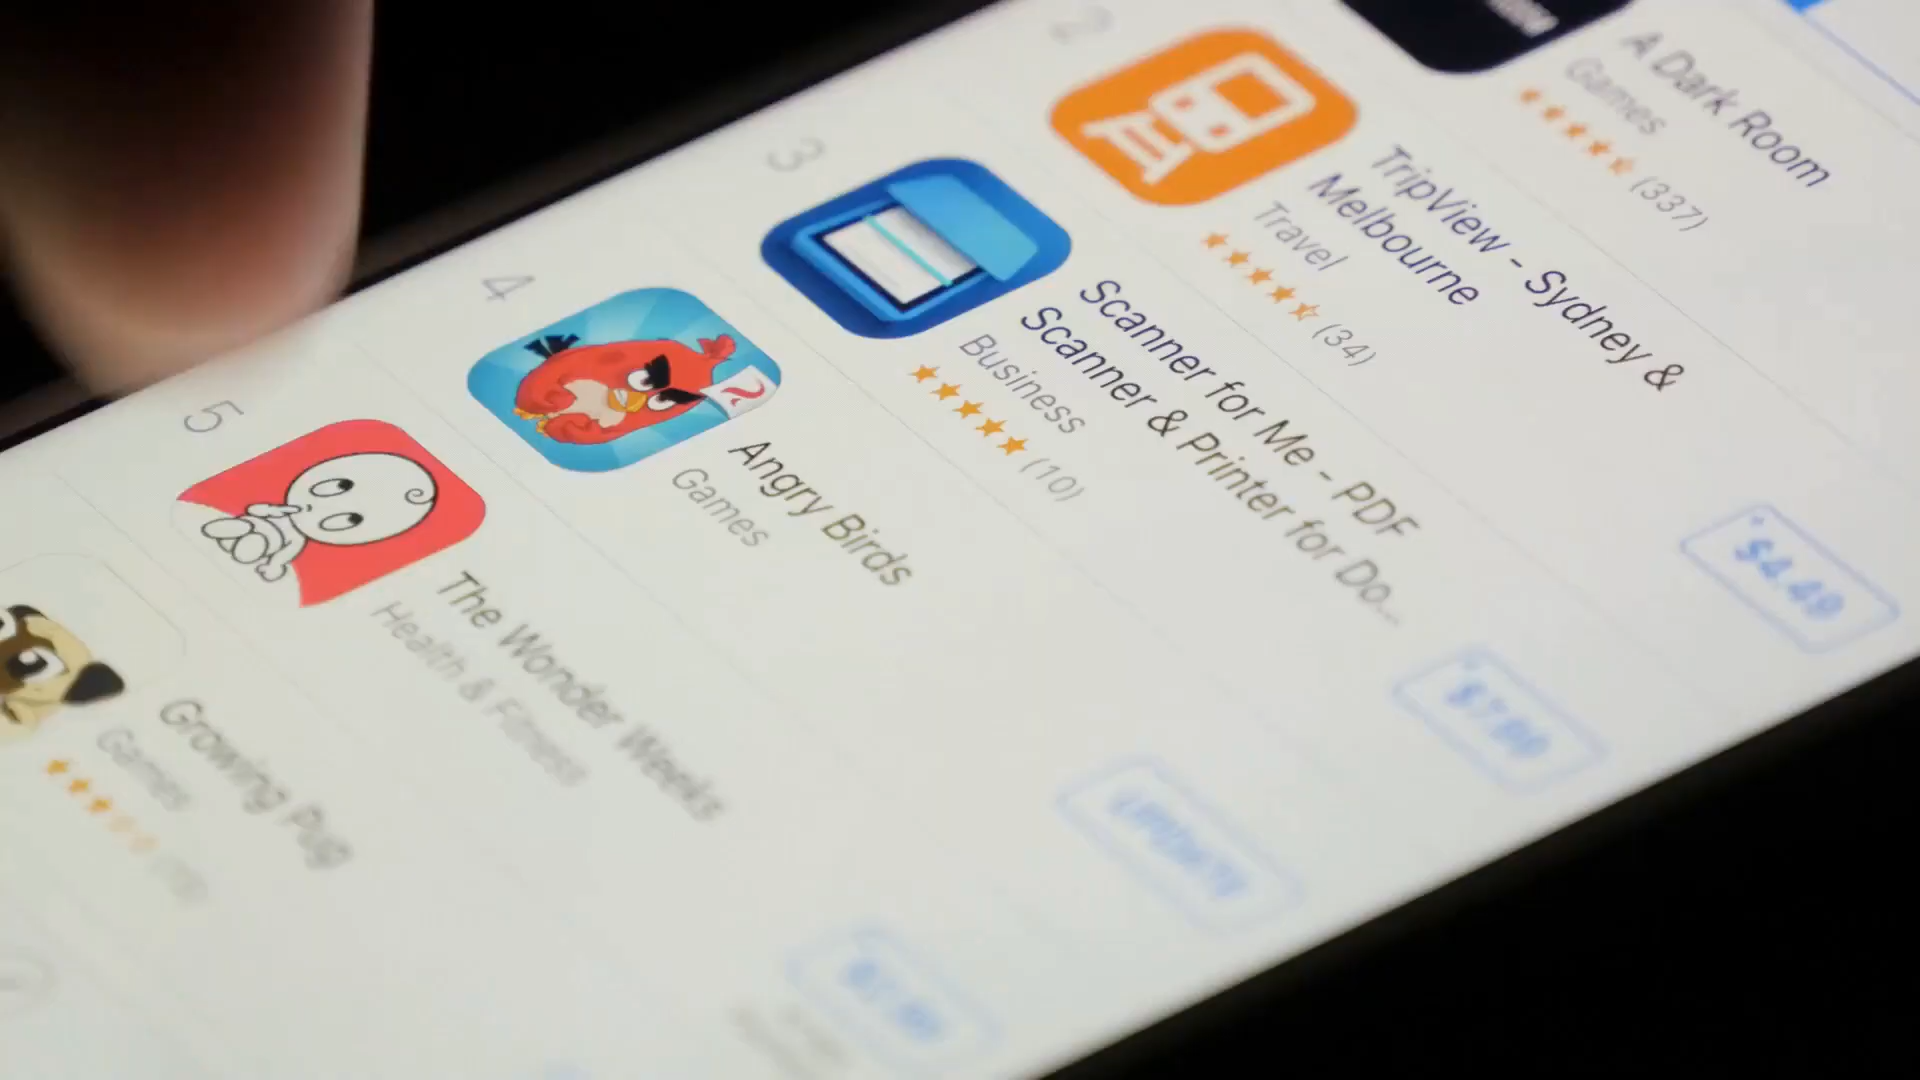 A Dark Room
Games
(337)
2
TripView - Sydney &
Melbourne
Travel
(34)
$4.49
3
Scanner for Me - PDF
Scanner & Printer for Do...
Business
(10)
4
Angry Birds
Games
UPDATE
5
The Wonder Weeks
Health & Fitness
Growing Pug
Games